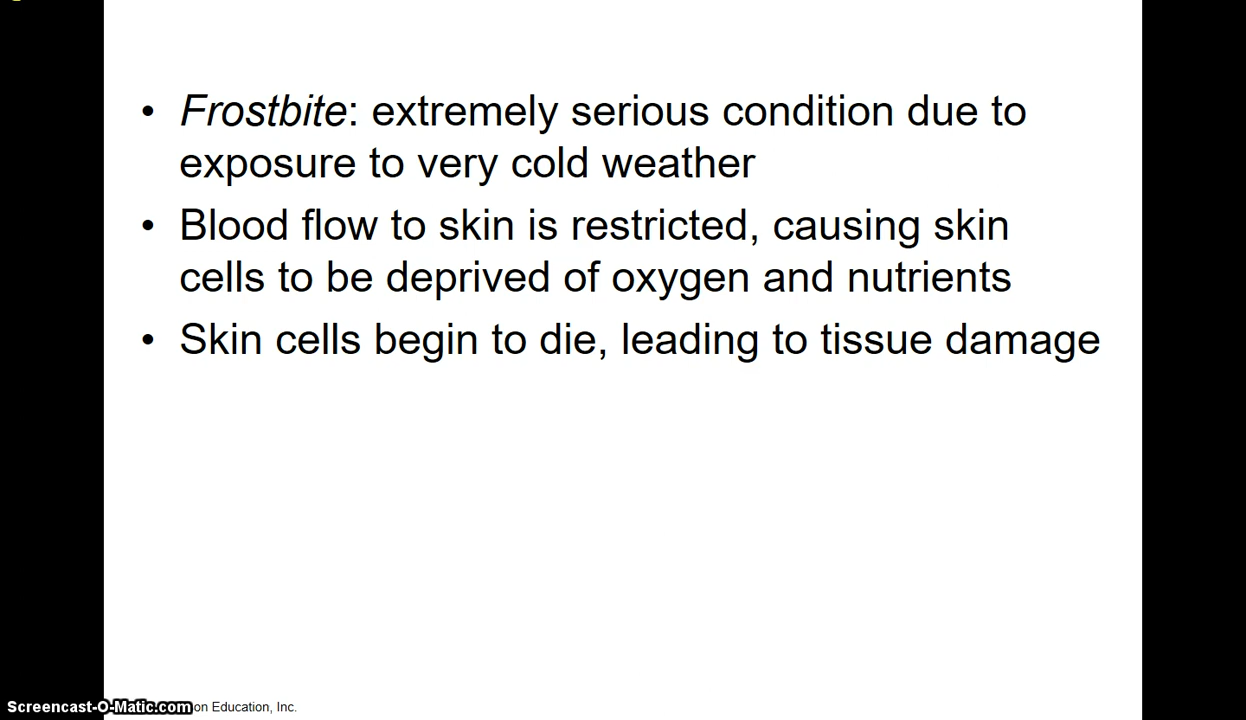 • Frostbite: extremely serious condition due to
exposure to very cold weather
• Blood flow to skin is restricted, causing skin
cells to be deprived of oxygen and nutrients
• Skin cells begin to die, leading to tissue damage
Screencast-O-Matic.com on Education, Inc.